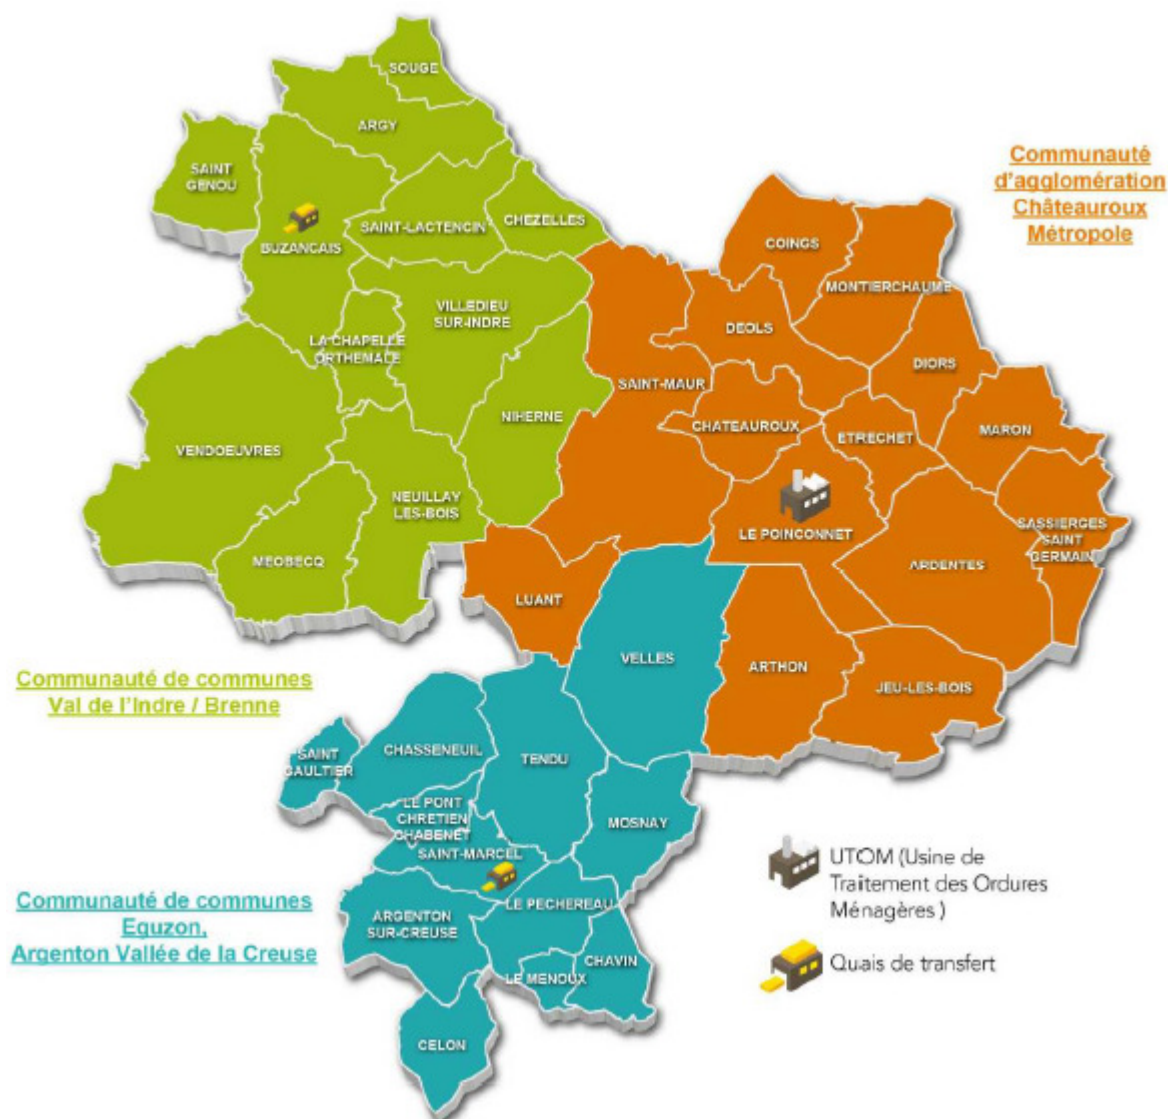 SOUGE
ARGY
SAINT
GENOU
BUZANCAIS
SAINT-LACTENCIN
CHEZELLES
VILLEDIEU
SUR-INDRE
LA CHAPELLE
ORTHEMALE
NIHERNE
VENDOEUVRES
NEUILLAY
LES-BOIS
MEOBECQ
Communauté
d'agglomération
Châteauroux
Métropole
COINGS
MONTIERCHAUME
DEOLS
DIORS
SAINT-MAUR
CHATEAUROUX
ETRECHET
MARON
LE POINCONNET
SASSIERGES
SAINT
GERMAIN
ARDENTES
LUANT
ARTHON
JEU-LES-BOIS
Communauté de communes
Val de l'Indre / Brenne
VELLES
SAINT
GAULTIER
CHASSENEUIL
TENDU
LE PONT
CHRETIEN
CHABENET
MOSNAY
SAINT-MARCEL
LE PECHEREAU
ARGENTON
SUR-CREUSE
LE MENOUX
CHAVIN
CELON
Communauté de communes
Eguzon,
Argenton Vallée de la Creuse
UTOM (Usine de
Traitement des Ordures
Ménagères )
Quais de transfert